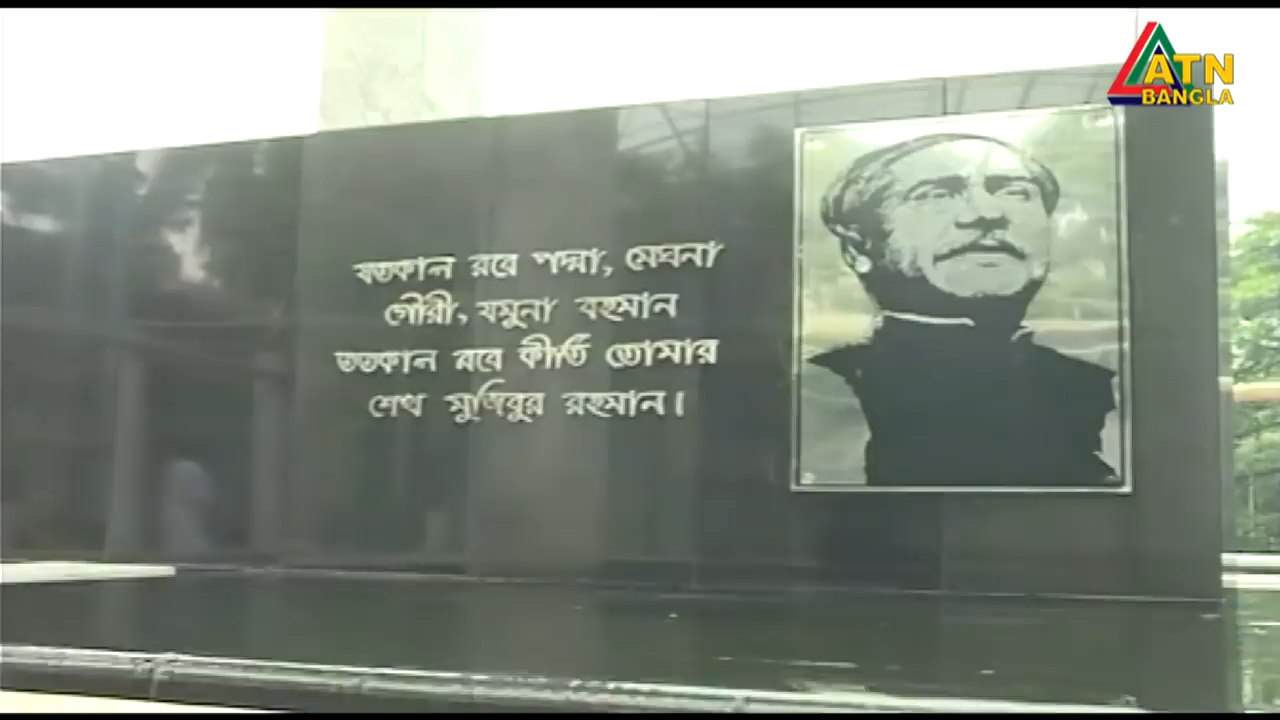 যতকাল রবে পদ্মা, মেঘনা
গৌরী, যমুনা বহমান
ততকাল রবে কীর্তি তোমার
শেখ মুজিবুর রহমান।
ATN
BANGLA